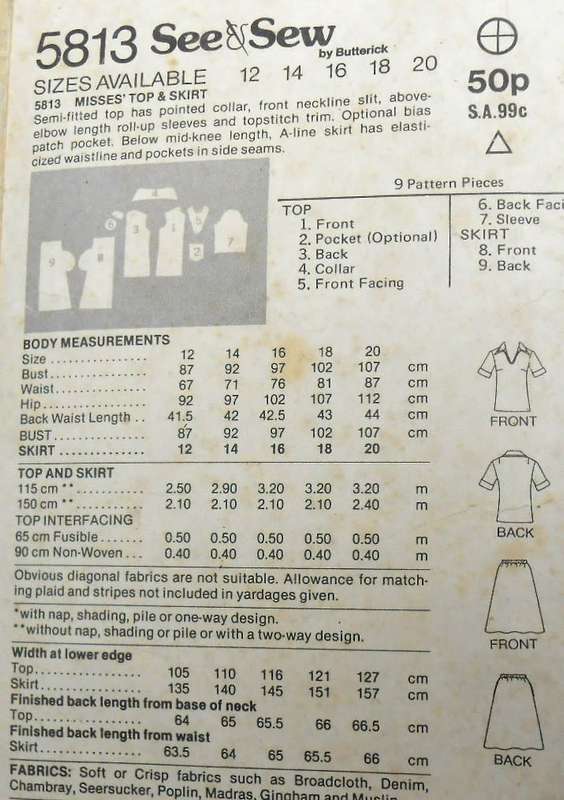 5813 See & Sew
by Butterick
SIZES AVAILABLE 12 14 16 18 20
50p
S.A.99c
5813 MISSES' TOP & SKIRT
Semi-fitted top has pointed collar, front neckline slit, above-
elbow length roll-up sleeves and topstitch trim. Optional bias
patch pocket. Below mid-knee length, A-line skirt has elasti-
cized waistline and pockets in side seams.
9 Pattern Pieces
TOP
1. Front
2. Pocket (Optional)
3. Back
4. Collar
5. Front Facing
6. Back Faci
7. Sleeve
SKIRT
8. Front
9. Back
9 8 3 1 2 7
BODY MEASUREMENTS
Size 12 14 16 18 20
Bust 87 92 97 102 107 cm
Waist 67 71 76 81 87 cm
Hip 92 97 102 107 112 cm
Back Waist Length .. 41.5 42 42.5 43 44 cm
BUST 87 92 97 102 107 cm
SKIRT 12 14 16 18 20
TOP AND SKIRT
115 cm ** 2.50 2.90 3.20 3.20 3.20 m
150 cm ** 2.10 2.10 2.10 2.10 2.40 m
TOP INTERFACING
65 cm Fusible 0.50 0.50 0.50 0.50 0.50 m
90 cm Non-Woven ... 0.40 0.40 0.40 0.40 0.40 m
Obvious diagonal fabrics are not suitable. Allowance for match-
ing plaid and stripes not included in yardages given.
*with nap, shading, pile or one-way design.
**without nap, shading or pile or with a two-way design.
Width at lower edge
Top 105 110 116 121 127 cm
Skirt 135 140 145 151 157 cm
Finished back length from base of neck
Top 64 65 65.5 66 66.5 cm
Finished back length from waist
Skirt 63.5 64 65 65.5 66 cm
FABRICS: Soft or Crisp fabrics such as Broadcloth, Denim,
Chambray, Seersucker, Poplin, Madras, Gingham and Muslin
FRONT
BACK
FRONT
BACK